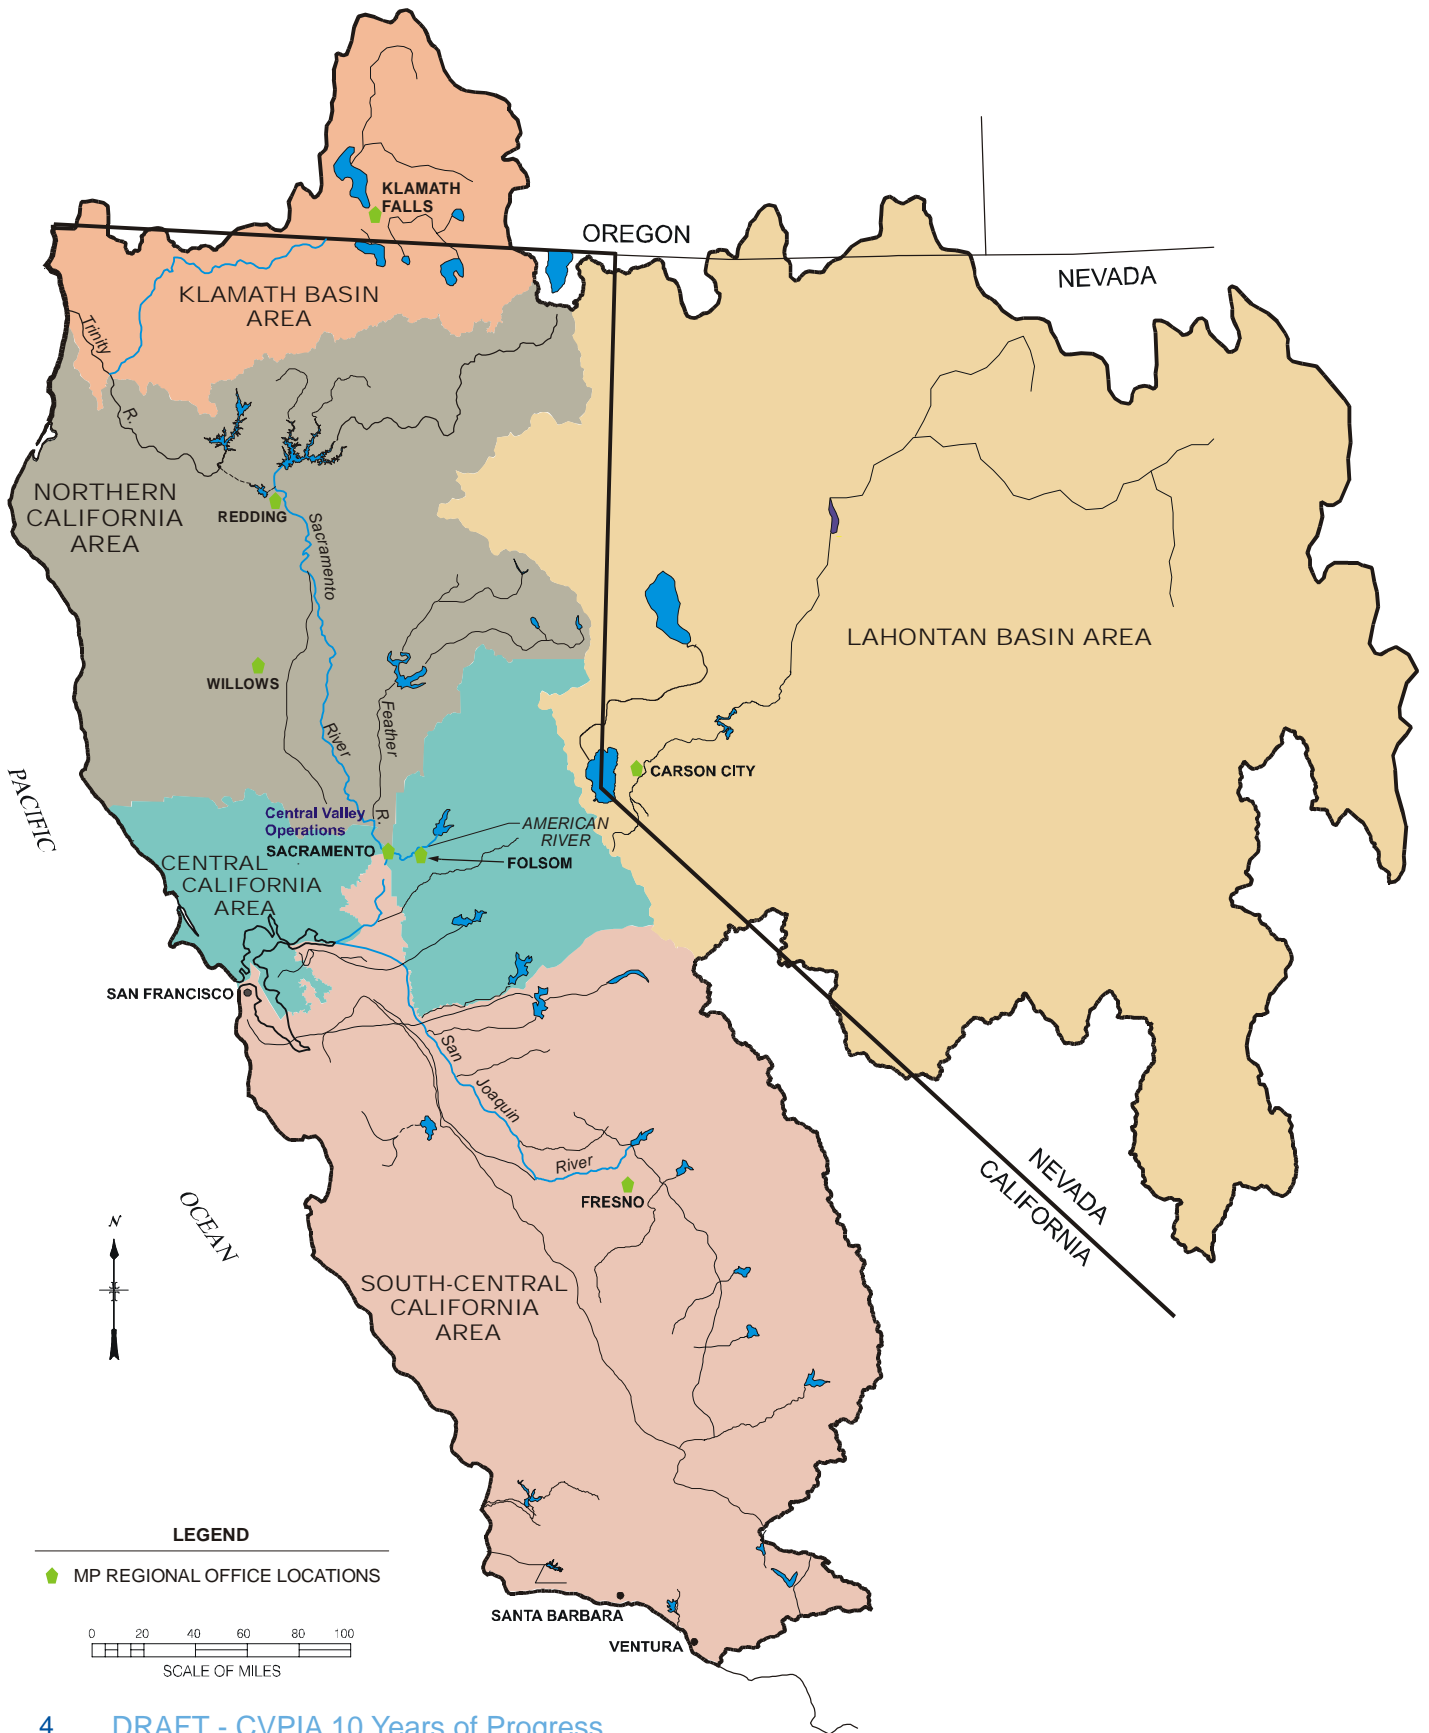 KLAMATH
FALLS
OREGON
NEVADA
KLAMATH BASIN
AREA
Trinity
R.
NORTHERN
CALIFORNIA
AREA
REDDING
Sacramento
River
LAHONTAN BASIN AREA
WILLOWS
Feather
R.
CARSON CITY
PACIFIC
OCEAN
Central Valley
Operations
SACRAMENTO
AMERICAN
RIVER
FOLSOM
CENTRAL
CALIFORNIA
AREA
SAN FRANCISCO
San
Joaquin
River
FRESNO
NEVADA
CALIFORNIA
N
SOUTH-CENTRAL
CALIFORNIA
AREA
SANTA BARBARA
VENTURA
LEGEND
MP REGIONAL OFFICE LOCATIONS
0 20 40 60 80 100
SCALE OF MILES
4 DRAFT - CVPIA 10 Years of Progress